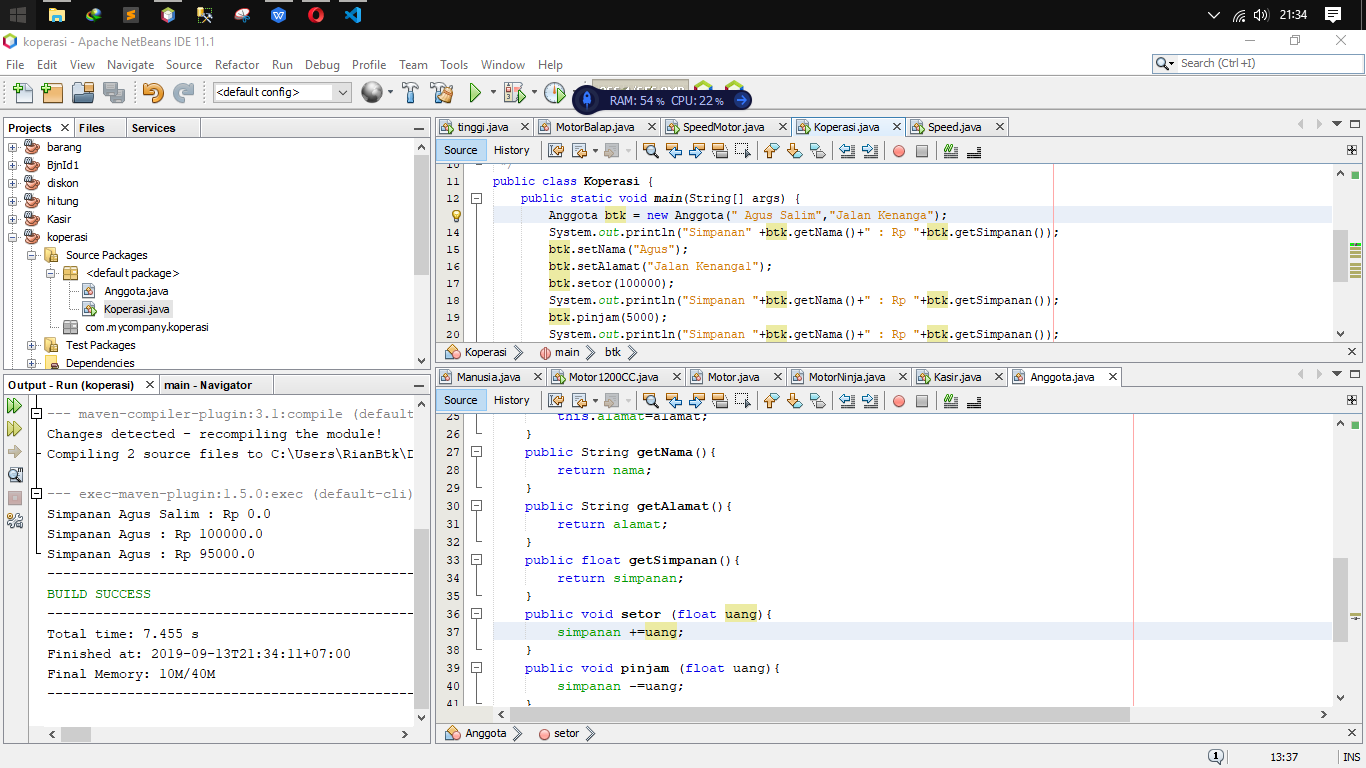 21:34
koperasi - Apache NetBeans IDE 11.1
File Edit View Navigate Source Refactor Run Debug Profile Team Tools Window Help
Search (Ctrl+I)
<default config>
RAM: 54 % CPU: 22 %
Projects Files Services
barang
BjnId1
diskon
hitung
Kasir
koperasi
Source Packages
<default package>
Anggota.java
Koperasi.java
com.mycompany.koperasi
Test Packages
Dependencies
tinggi.java MotorBalap.java SpeedMotor.java Koperasi.java Speed.java
Source History
10 */
11 public class Koperasi {
12 public static void main(String[] args) {
Anggota btk = new Anggota(" Agus Salim","Jalan Kenanga");
14 System.out.println("Simpanan" +btk.getNama()+" : Rp "+btk.getSimpanan());
15 btk.setNama("Agus");
16 btk.setAlamat("Jalan Kenanga1");
17 btk.setor(100000);
18 System.out.println("Simpanan "+btk.getNama()+" : Rp "+btk.getSimpanan());
19 btk.pinjam(5000);
20 System.out.println("Simpanan "+btk.getNama()+" : Rp "+btk.getSimpanan());
Koperasi main btk
Output - Run (koperasi) main - Navigator
--- maven-compiler-plugin:3.1:compile (default
Changes detected - recompiling the module!
Compiling 2 source files to C:\Users\RianBtk\D
--- exec-maven-plugin:1.5.0:exec (default-cli)
Simpanan Agus Salim : Rp 0.0
Simpanan Agus : Rp 100000.0
Simpanan Agus : Rp 95000.0
------------------------------------------------
BUILD SUCCESS
------------------------------------------------
Total time: 7.455 s
Finished at: 2019-09-13T21:34:11+07:00
Final Memory: 10M/40M
------------------------------------------------
Manusia.java Motor1200CC.java Motor.java MotorNinja.java Kasir.java Anggota.java
Source History
25 this.alamat=alamat;
26 }
27 public String getNama(){
28 return nama;
29 }
30 public String getAlamat(){
31 return alamat;
32 }
33 public float getSimpanan(){
34 return simpanan;
35 }
36 public void setor (float uang){
37 simpanan +=uang;
38 }
39 public void pinjam (float uang){
40 simpanan -=uang;
41 }
Anggota setor
1 13:37 INS